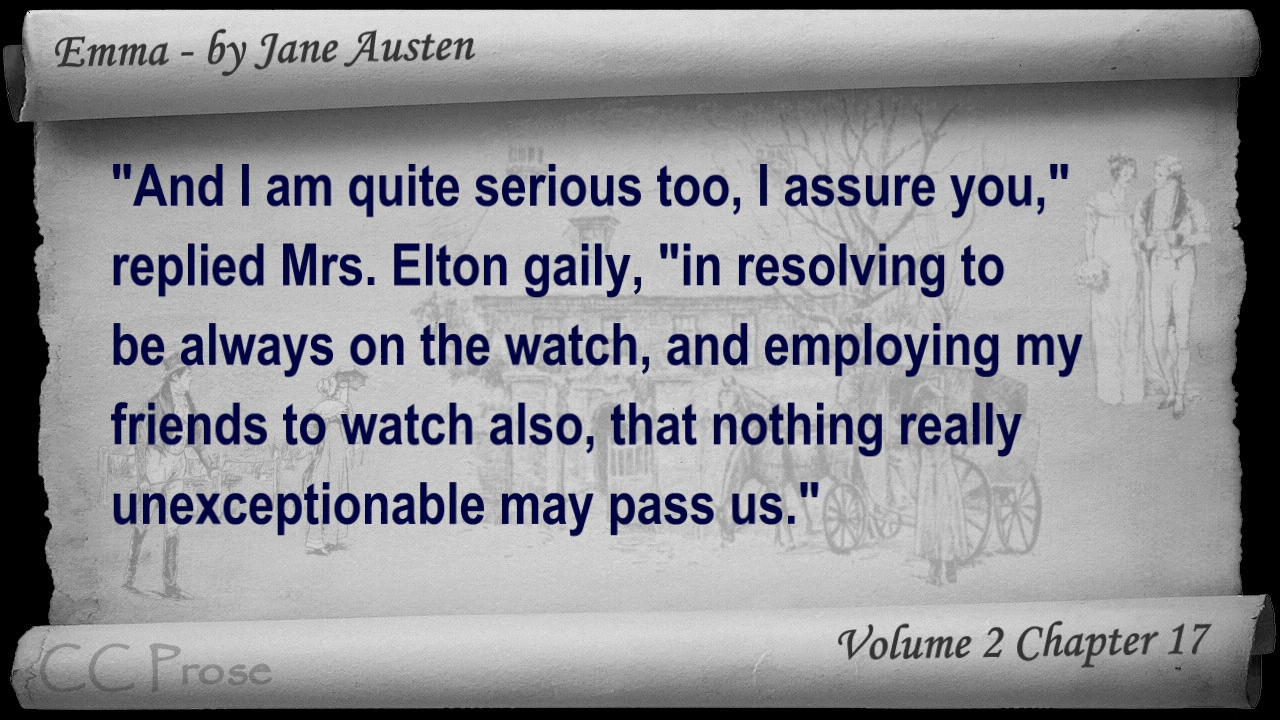 Emma - by Jane Austen
"And I am quite serious too, I assure you,"
replied Mrs. Elton gaily, "in resolving to
be always on the watch, and employing my
friends to watch also, that nothing really
unexceptionable may pass us."
Volume 2 Chapter 17
CC Prose